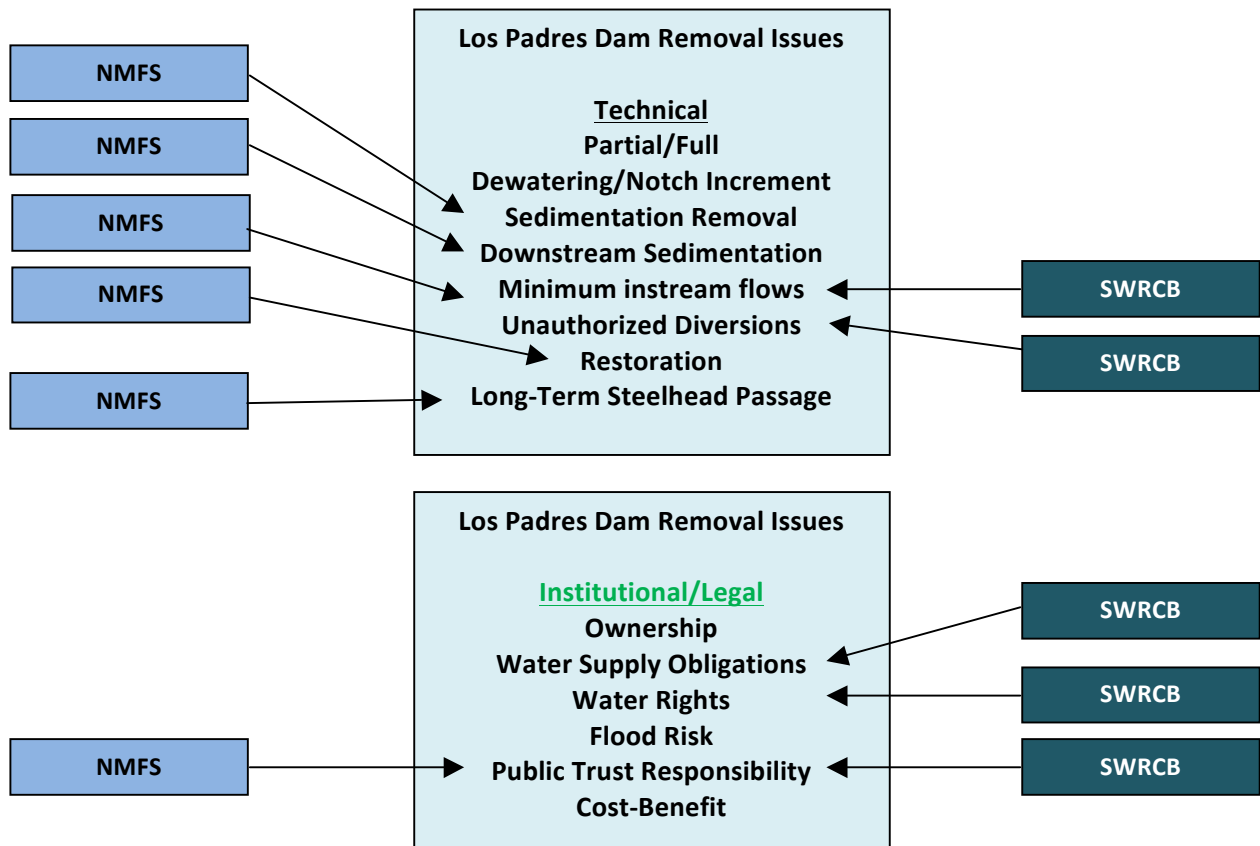 Los Padres Dam Removal Issues
NMFS
Technical
NMFS
Partial/Full
Dewatering/Notch Increment
NMFS
Sedimentation Removal
Downstream Sedimentation
NMFS
Minimum instream flows
SWRCB
Unauthorized Diversions
Restoration
SWRCB
NMFS
Long-Term Steelhead Passage
Los Padres Dam Removal Issues
Institutional/Legal
SWRCB
Ownership
Water Supply Obligations
Water Rights
SWRCB
Flood Risk
NMFS
Public Trust Responsibility
SWRCB
Cost-Benefit